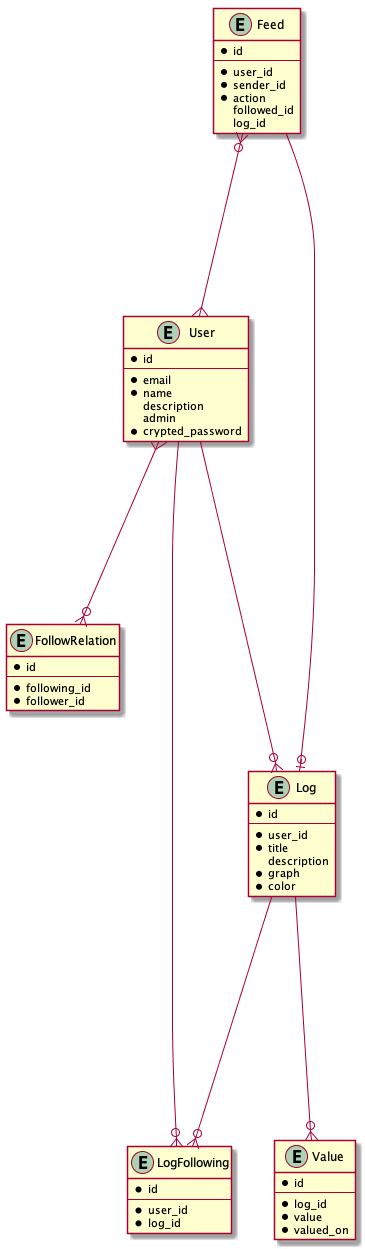 E Feed
id
user_id
sender_id
action
followed_id
log_id
E User
id
email
name
description
admin
crypted_password
E FollowRelation
id
following_id
follower_id
E Log
id
user_id
title
description
graph
color
E LogFollowing
id
user_id
log_id
E Value
id
log_id
value
valued_on